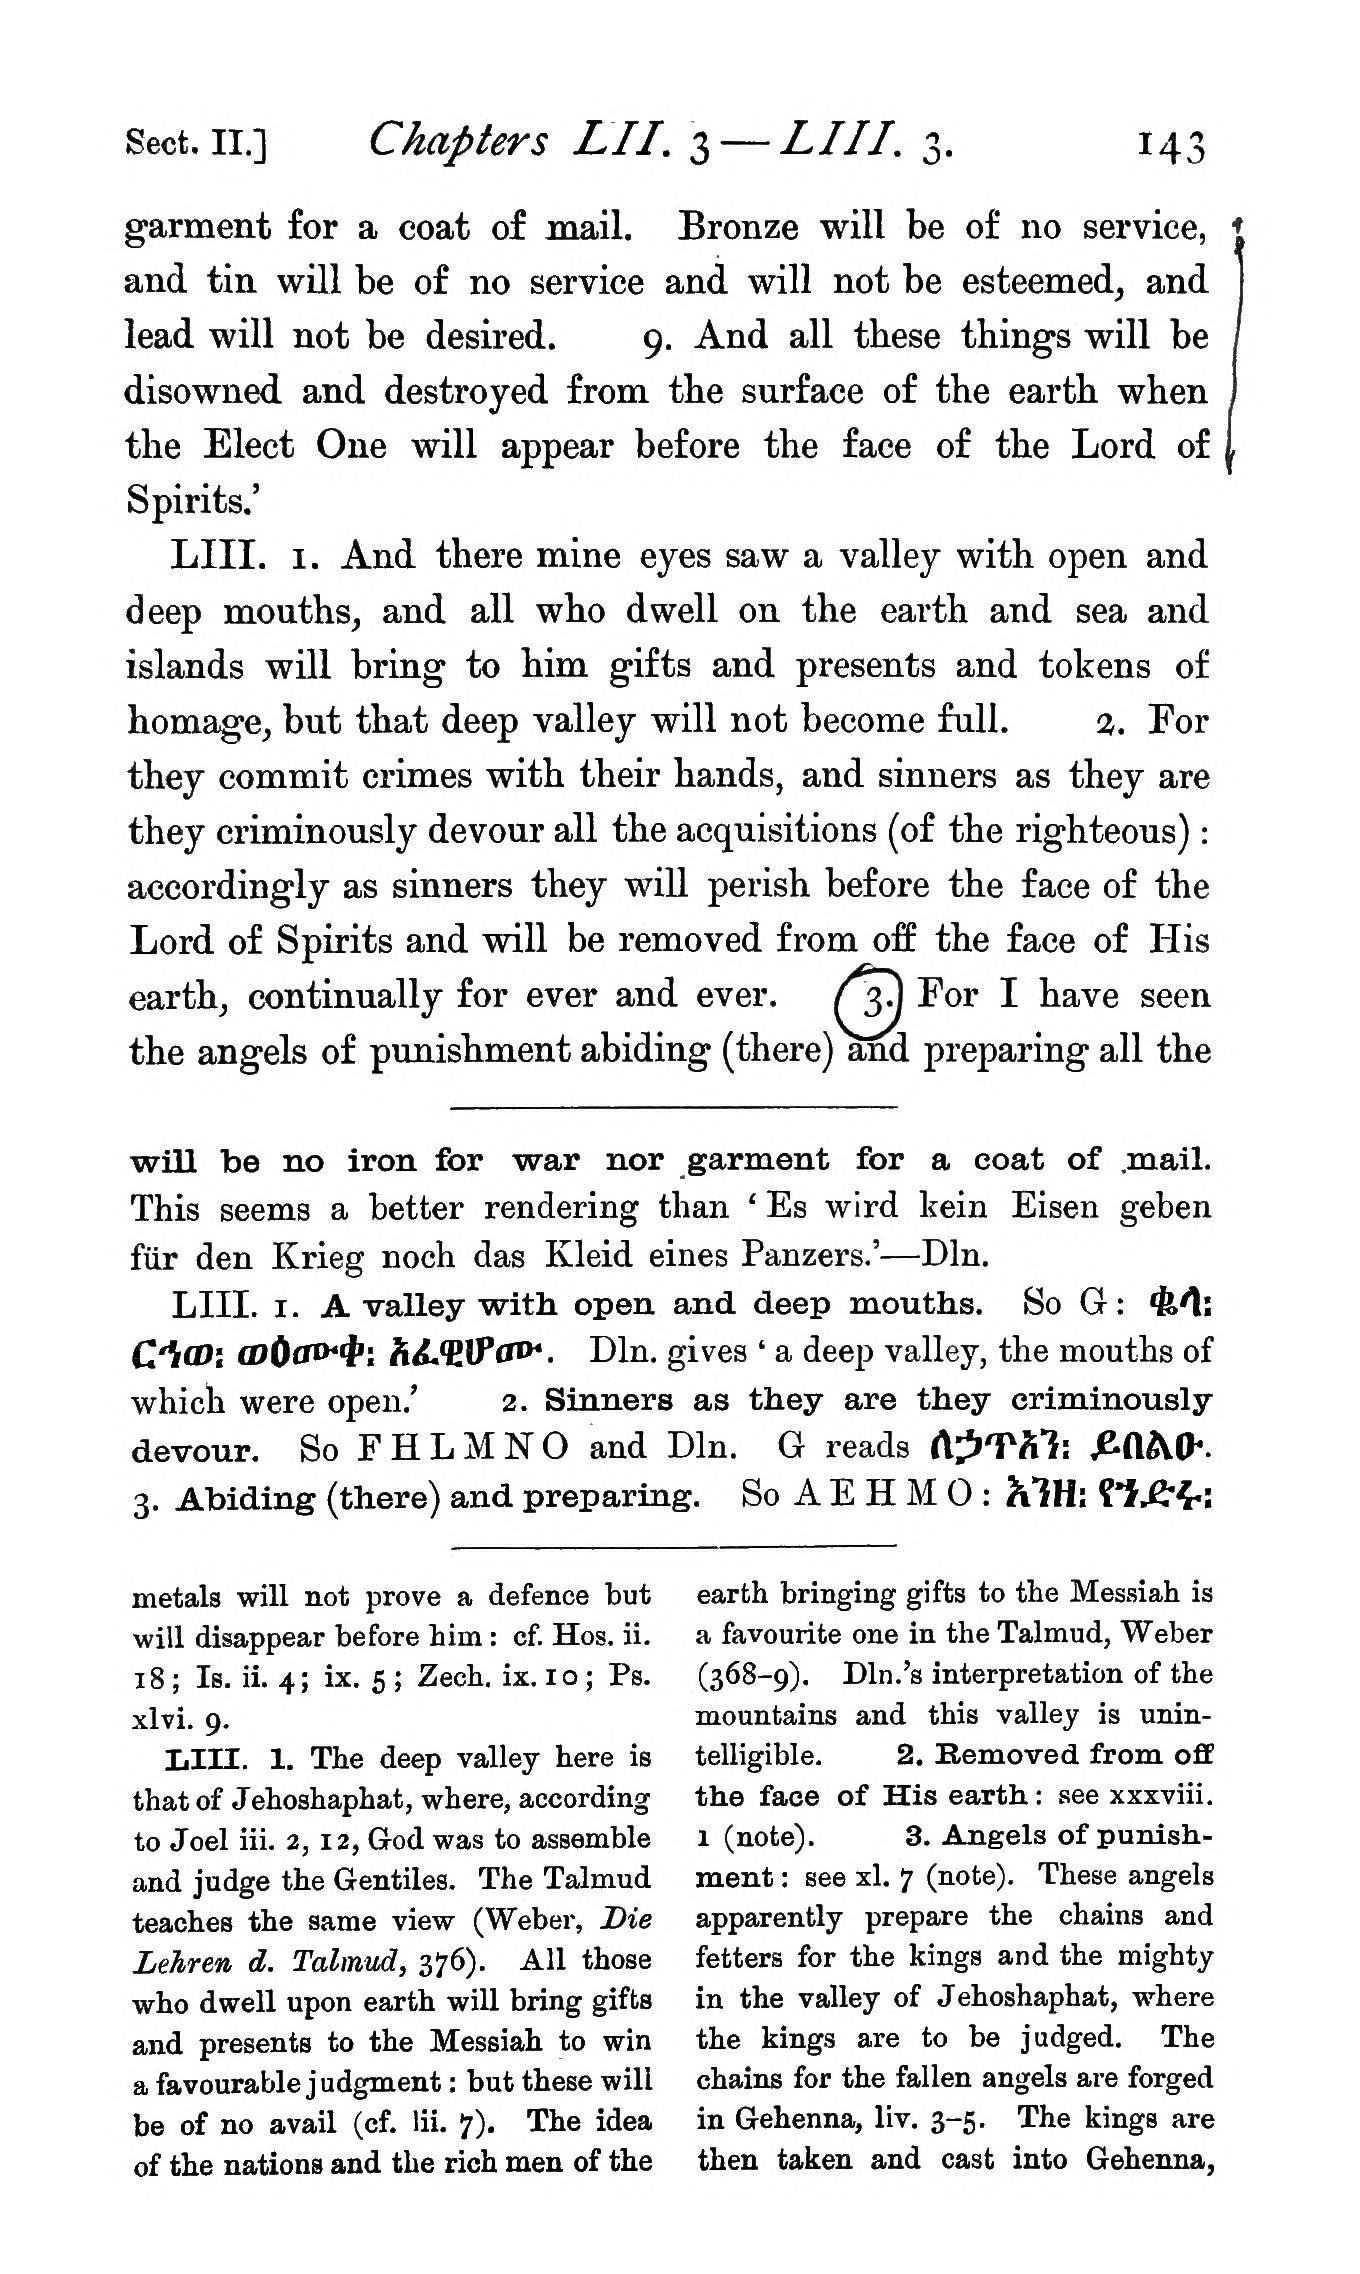 Sect. II.] Chapters LII. 3—LIII. 3. 143
garment for a coat of mail. Bronze will be of no service,
and tin will be of no service and will not be esteemed, and
lead will not be desired. 9. And all these things will be
disowned and destroyed from the surface of the earth when
the Elect One will appear before the face of the Lord of
Spirits.’
LIII. 1. And there mine eyes saw a valley with open and
deep mouths, and all who dwell on the earth and sea and
islands will bring to him gifts and presents and tokens of
homage, but that deep valley will not become full. 2. For
they commit crimes with their hands, and sinners as they are
they criminously devour all the acquisitions (of the righteous) :
accordingly as sinners they will perish before the face of the
Lord of Spirits and will be removed from off the face of His
earth, continually for ever and ever. 3. For I have seen
the angels of punishment abiding (there) and preparing all the
will be no iron for war nor garment for a coat of mail.
This seems a better rendering than ‘Es wird kein Eisen geben
für den Krieg noch das Kleid eines Panzers.’—Dln.
LIII. 1. A valley with open and deep mouths. So G: ቈላ፡
ርኅወ፡ ወዕሙቀ፡ አፈዊሆሙ. Dln. gives ‘a deep valley, the mouths of
which were open.’ 2. Sinners as they are they criminously
devour. So F H L M N O and Dln. G reads ለኃጥአን፡ ይበልዑ.
3. Abiding (there) and preparing. So A E H M O: እንዘ፡ የኀድሩ፡
metals will not prove a defence but
will disappear before him: cf. Hos. ii.
18; Is. ii. 4; ix. 5; Zech. ix. 10; Ps.
xlvi. 9.
LIII. 1. The deep valley here is
that of Jehoshaphat, where, according
to Joel iii. 2, 12, God was to assemble
and judge the Gentiles. The Talmud
teaches the same view (Weber, Die
Lehren d. Talmud, 376). All those
who dwell upon earth will bring gifts
and presents to the Messiah to win
a favourable judgment: but these will
be of no avail (cf. lii. 7). The idea
of the nations and the rich men of the
earth bringing gifts to the Messiah is
a favourite one in the Talmud, Weber
(368–9). Dln.’s interpretation of the
mountains and this valley is unin-
telligible. 2. Removed from off
the face of His earth: see xxxviii.
1 (note). 3. Angels of punish-
ment: see xl. 7 (note). These angels
apparently prepare the chains and
fetters for the kings and the mighty
in the valley of Jehoshaphat, where
the kings are to be judged. The
chains for the fallen angels are forged
in Gehenna, liv. 3–5. The kings are
then taken and cast into Gehenna,